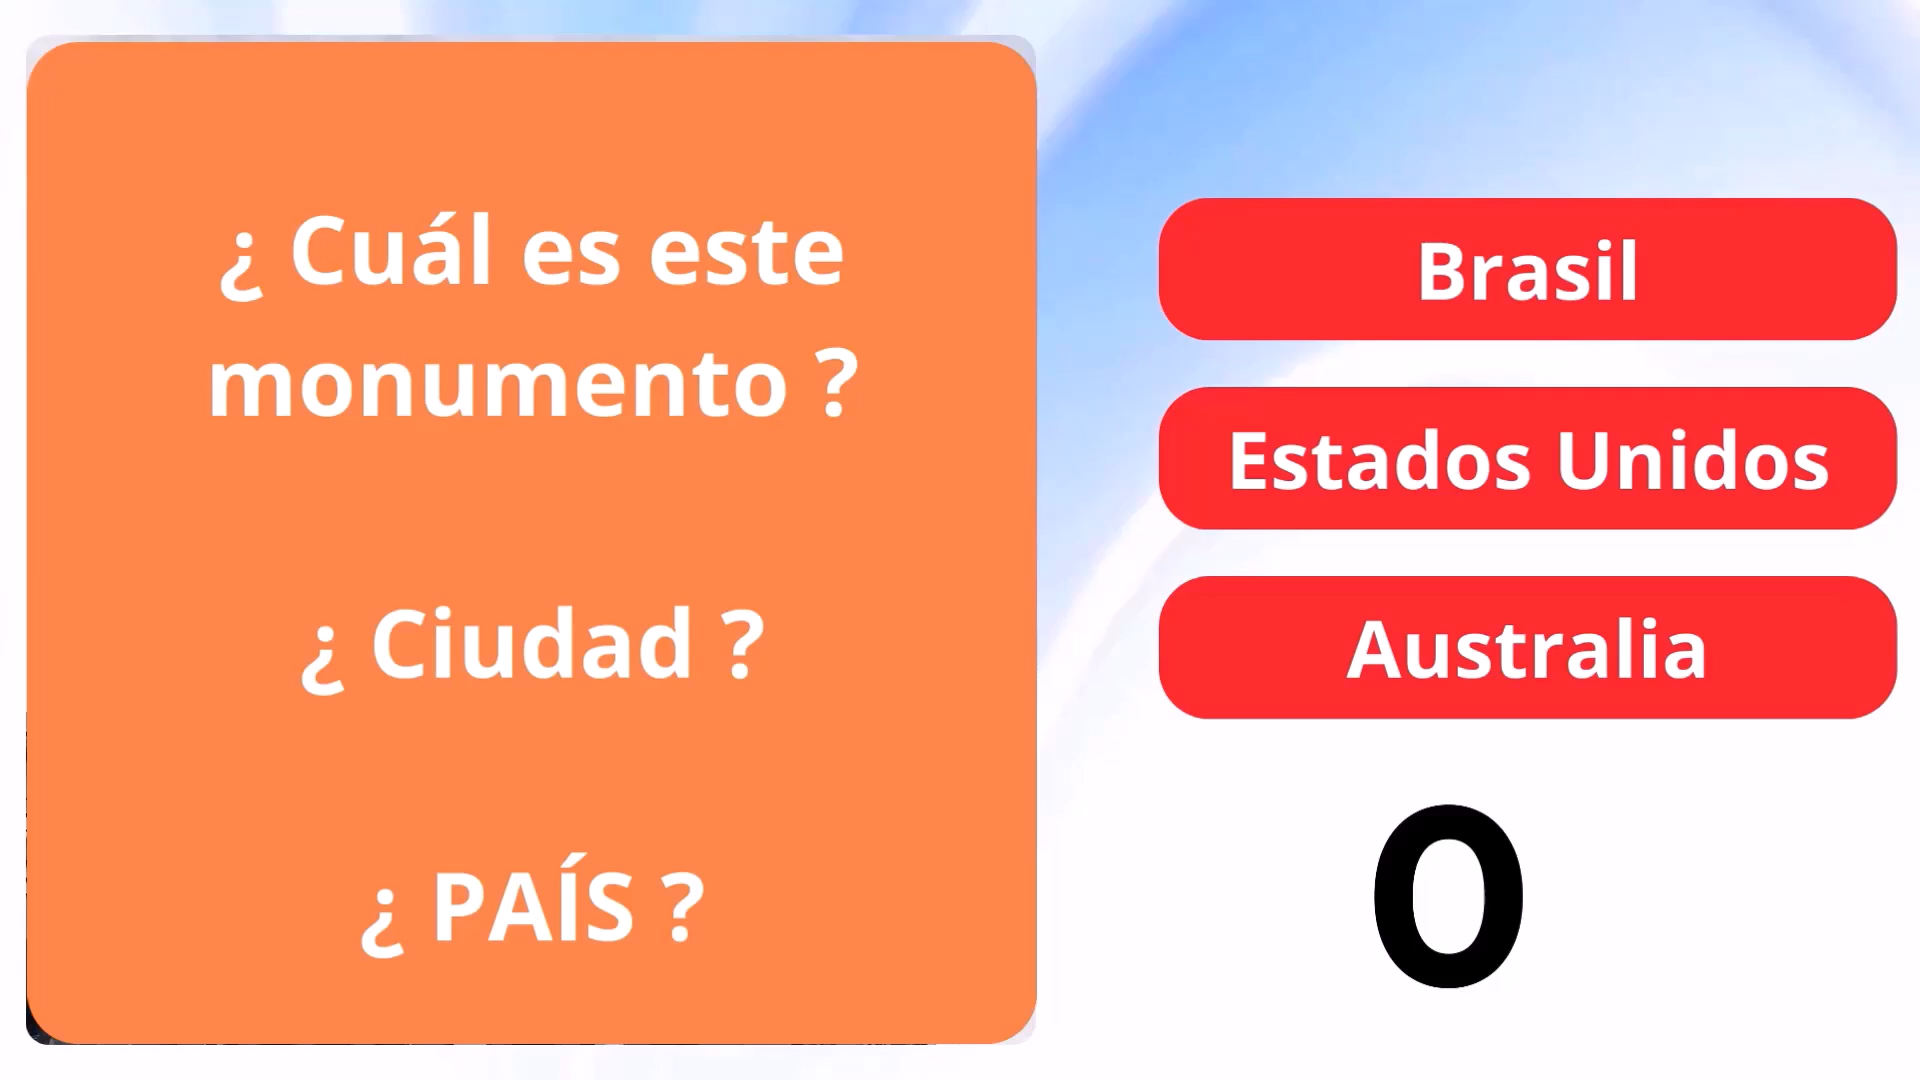 ¿ Cuál es este
monumento ?
¿ Ciudad ?
¿ PAÍS ?
Brasil
Estados Unidos
Australia
0